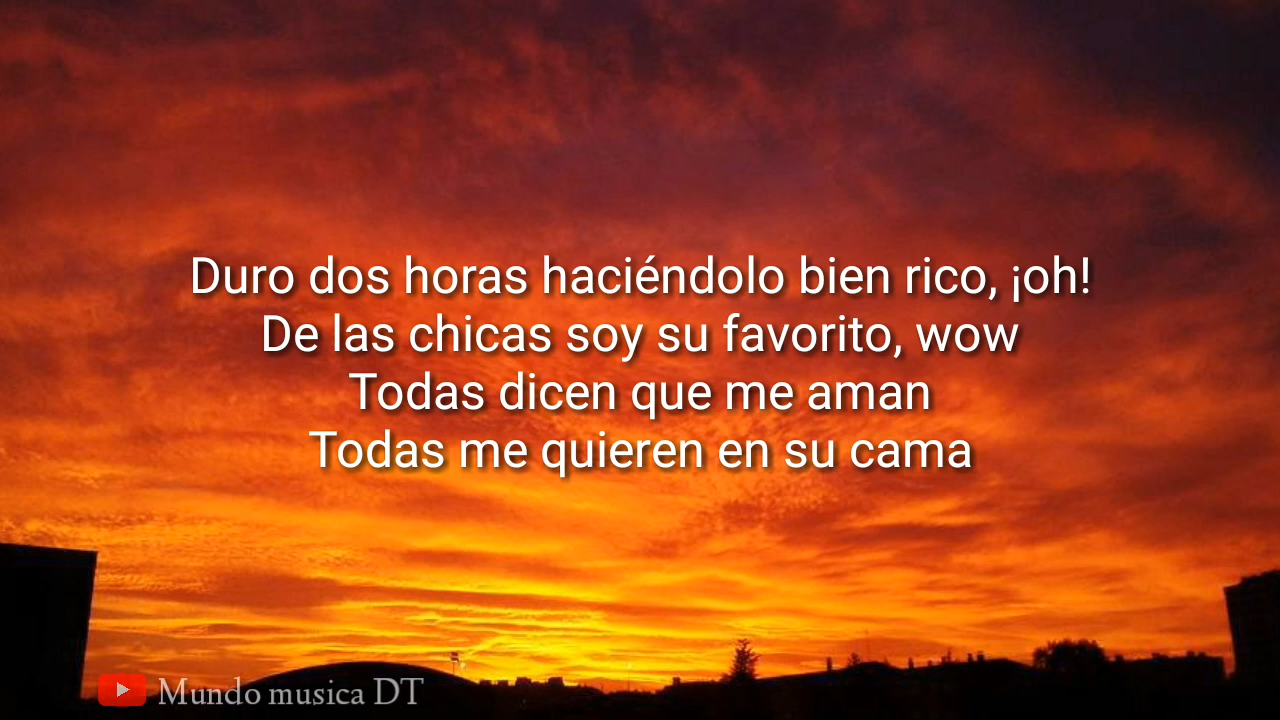 Duro dos horas haciéndolo bien rico, ¡oh!
De las chicas soy su favorito, wow
Todas dicen que me aman
Todas me quieren en su cama
Mundo musica DT